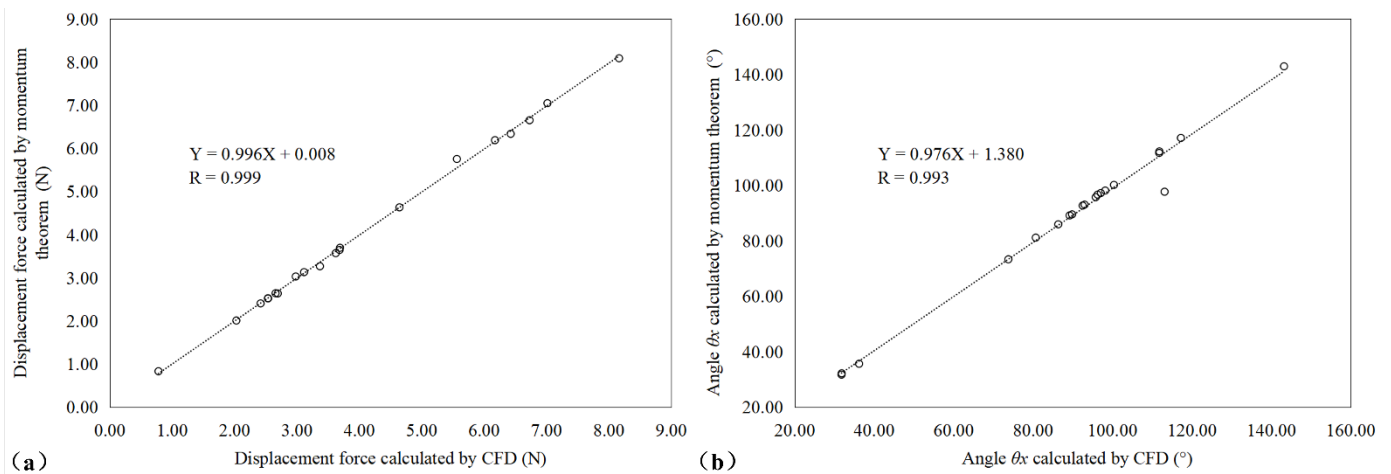 9.00
8.00
7.00
6.00
5.00
4.00
3.00
2.00
1.00
0.00
Displacement force calculated by momentum
theorem (N)
Y = 0.996X + 0.008
R = 0.999
0.00 1.00 2.00 3.00 4.00 5.00 6.00 7.00 8.00 9.00
(a)
Displacement force calculated by CFD (N)
160.00
140.00
120.00
100.00
80.00
60.00
40.00
20.00
Angle θx calculated by momentum theorem (°)
Y = 0.976X + 1.380
R = 0.993
20.00 40.00 60.00 80.00 100.00 120.00 140.00 160.00
(b)
Angle θx calculated by CFD (°)